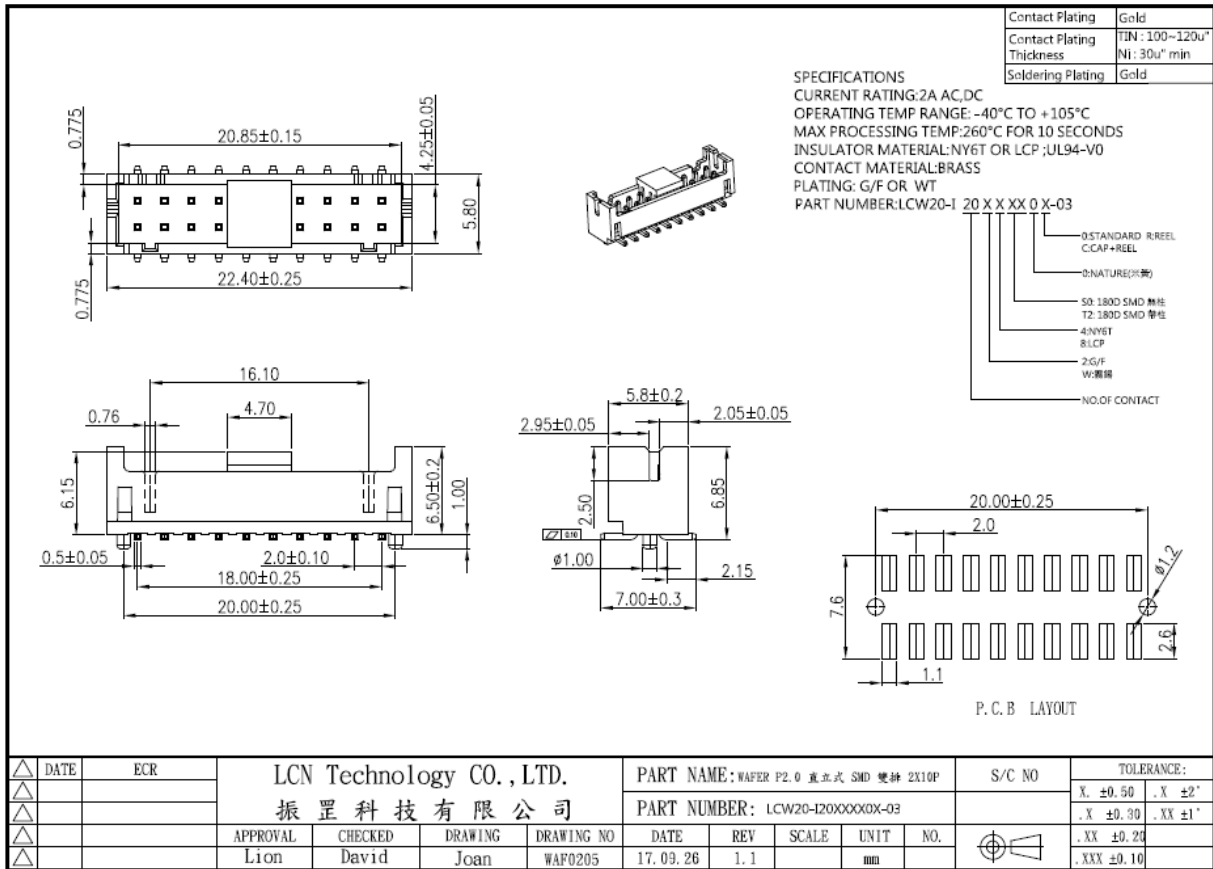 Contact Plating Gold
Contact Plating Thickness TIN : 100~120u"
Ni : 30u" min
Soldering Plating Gold
SPECIFICATIONS
CURRENT RATING:2A AC,DC
OPERATING TEMP RANGE: -40°C TO +105°C
MAX PROCESSING TEMP:260°C FOR 10 SECONDS
INSULATOR MATERIAL:NY6T OR LCP ;UL94-V0
CONTACT MATERIAL:BRASS
PLATING: G/F OR WT
PART NUMBER:LCW20-I 20 X X XX 0 X-03
0:STANDARD R:REEL
C:CAP+REEL
0:NATURE(米黃)
S0: 180D SMD 無柱
T2: 180D SMD 帶柱
4:NY6T
8:LCP
2:G/F
W:霧錫
NO.OF CONTACT
0.775
20.85±0.15
4.25±0.05
5.80
22.40±0.25
0.775
16.10
0.76
4.70
6.15
6.50±0.2
1.00
0.5±0.05
2.0±0.10
18.00±0.25
20.00±0.25
5.8±0.2
2.95±0.05
2.05±0.05
2.50
6.85
0.10
ø1.00
2.15
7.00±0.3
20.00±0.25
2.0
ø1.2
7.6
2.6
1.1
P.C.B LAYOUT
DATE ECR
LCN Technology CO.,LTD.
振罡科技有限公司
APPROVAL CHECKED DRAWING DRAWING NO
Lion David Joan WAF0205
PART NAME: WAFER P2.0 直立式 SMD 雙排 2X10P
PART NUMBER: LCW20-I20XXXX0X-03
DATE REV SCALE UNIT NO.
17.09.26 1.1 mm
S/C NO
TOLERANCE:
X. ±0.50 .X ±2°
.X ±0.30 .XX ±1°
.XX ±0.20
.XXX ±0.10